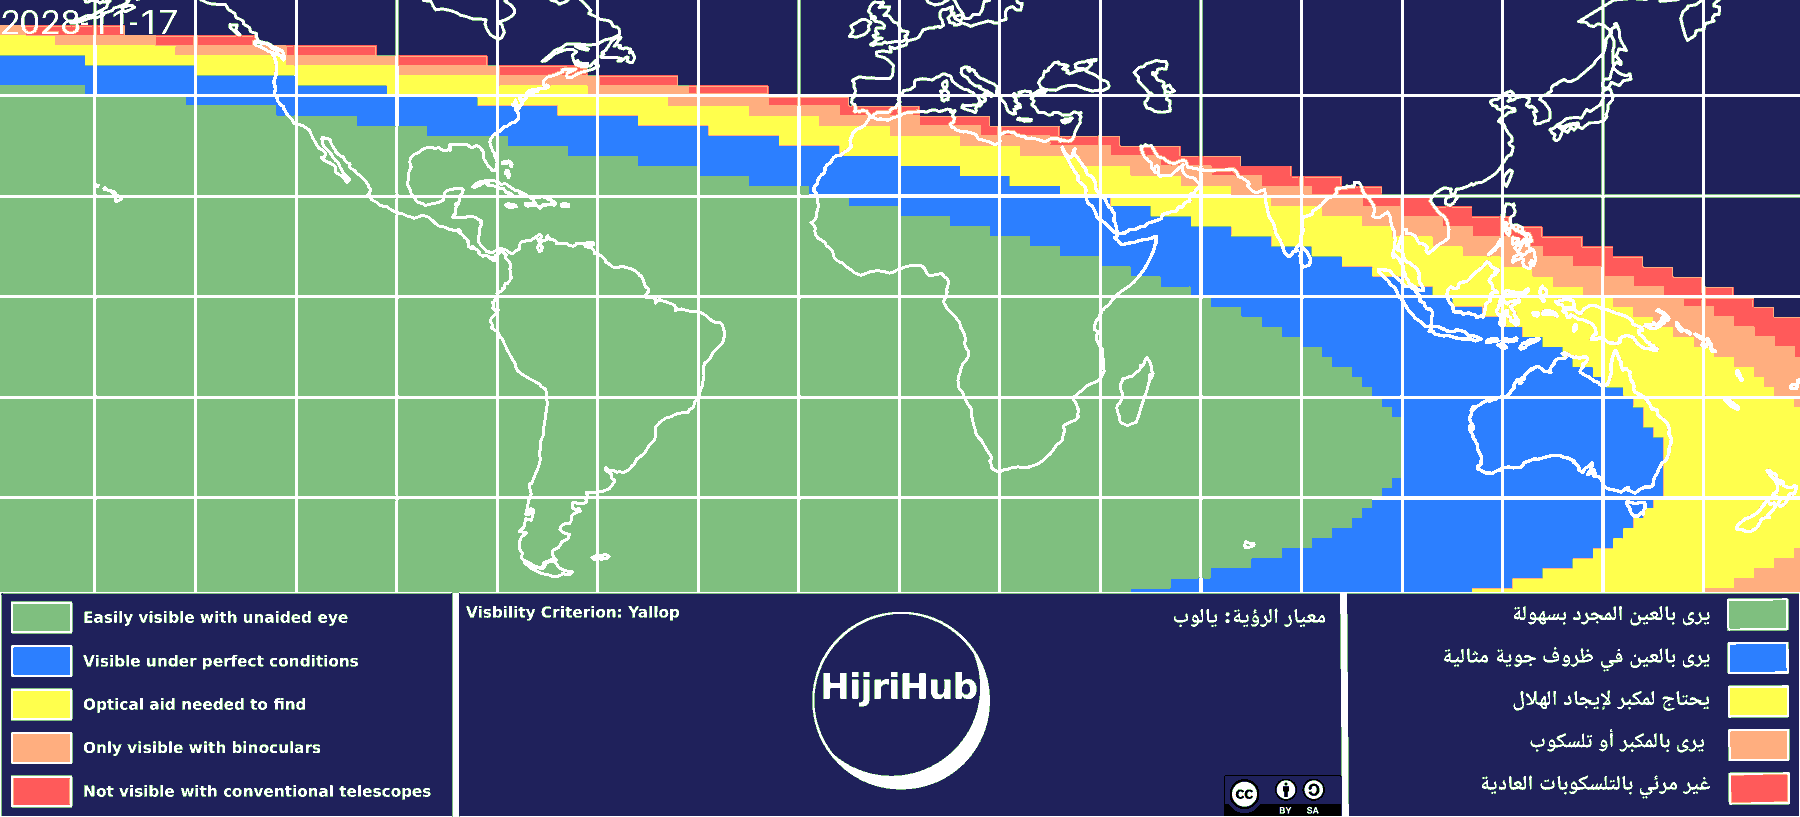 2028-11-17
Easily visible with unaided eye
Visible under perfect conditions
Optical aid needed to find
Only visible with binoculars
Not visible with conventional telescopes
Visbility Criterion: Yallop
معيار الرؤية: يالوب
HijriHub
cc
BY SA
يرى بالعين المجرد بسهولة
يرى بالعين في ظروف جوية مثالية
يحتاج لمكبر لإيجاد الهلال
يرى بالمكبر أو تلسكوب
غير مرئي بالتلسكوبات العادية